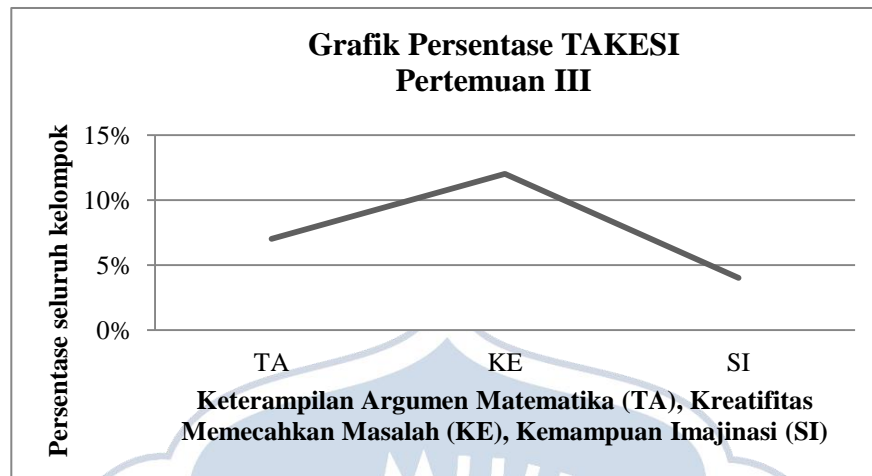 Grafik Persentase TAKESI
Pertemuan III
Persentase seluruh kelompok
15%
10%
5%
0%
TA KE SI
Keterampilan Argumen Matematika (TA), Kreatifitas
Memecahkan Masalah (KE), Kemampuan Imajinasi (SI)